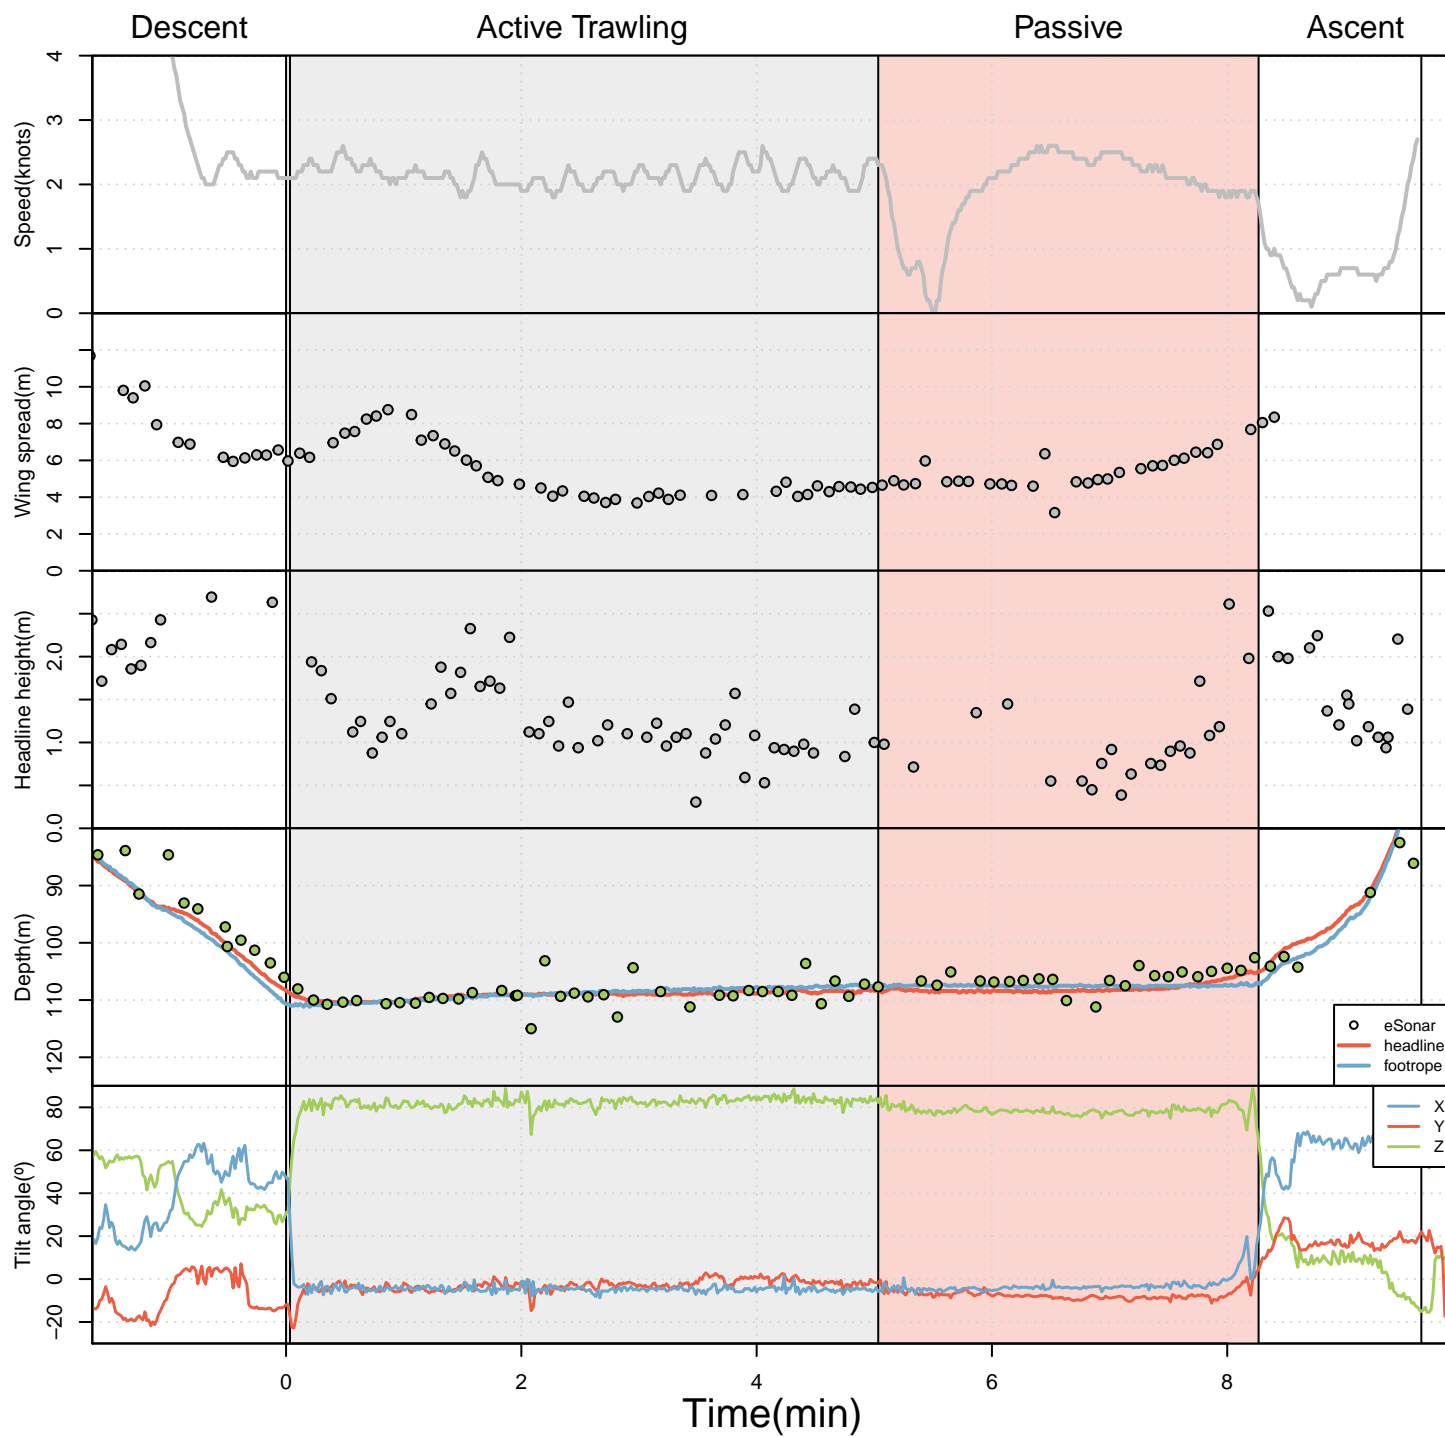 Descent Active Trawling Passive Ascent
Speed(knots)
4
3
2
1
0
Wing spread(m)
10
8
6
4
2
0
Headline height(m)
2.0
1.0
0.0
Depth(m)
90
100
110
120
eSonar
headline
footrope
Tilt angle(º)
80
60
40
20
0
−20
X
Y
Z
0 2 4 6 8
Time(min)